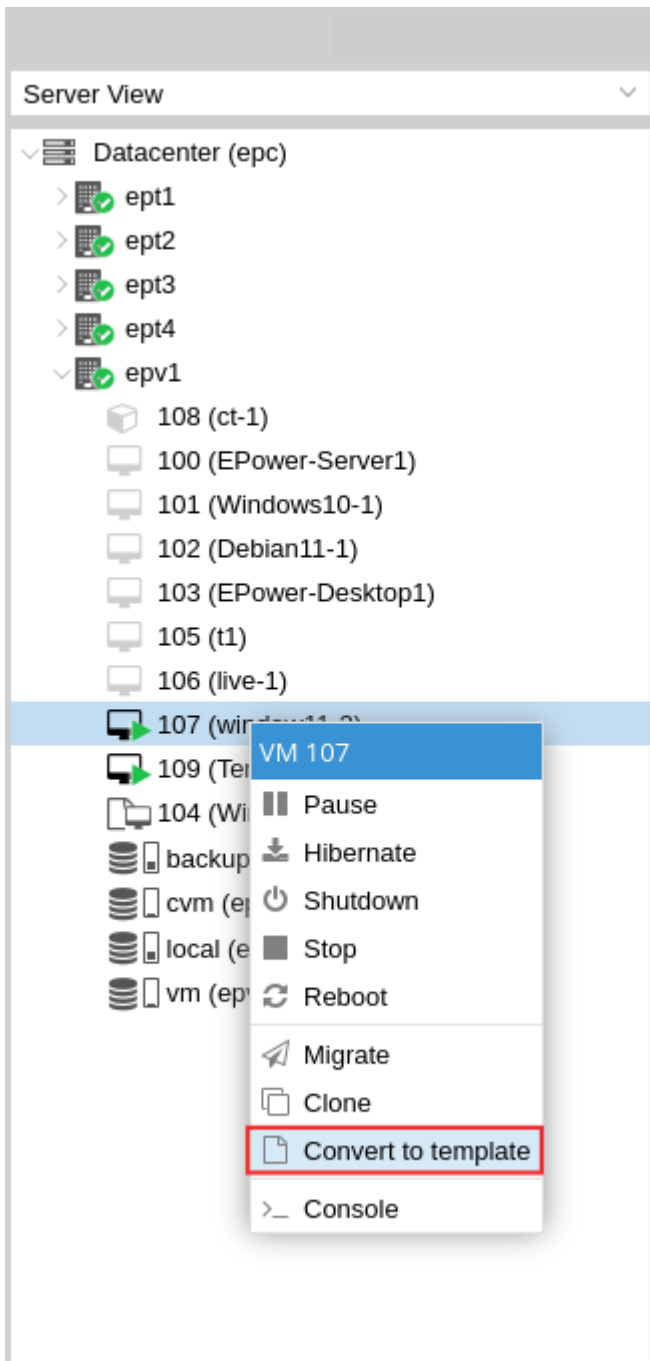 Server View
Datacenter (epc)
ept1
ept2
ept3
ept4
epv1
108 (ct-1)
100 (EPower-Server1)
101 (Windows10-1)
102 (Debian11-1)
103 (EPower-Desktop1)
105 (t1)
106 (live-1)
107
109
104
backup
cvm
local
vm
VM 107
Pause
Hibernate
Shutdown
Stop
Reboot
Migrate
Clone
Convert to template
Console